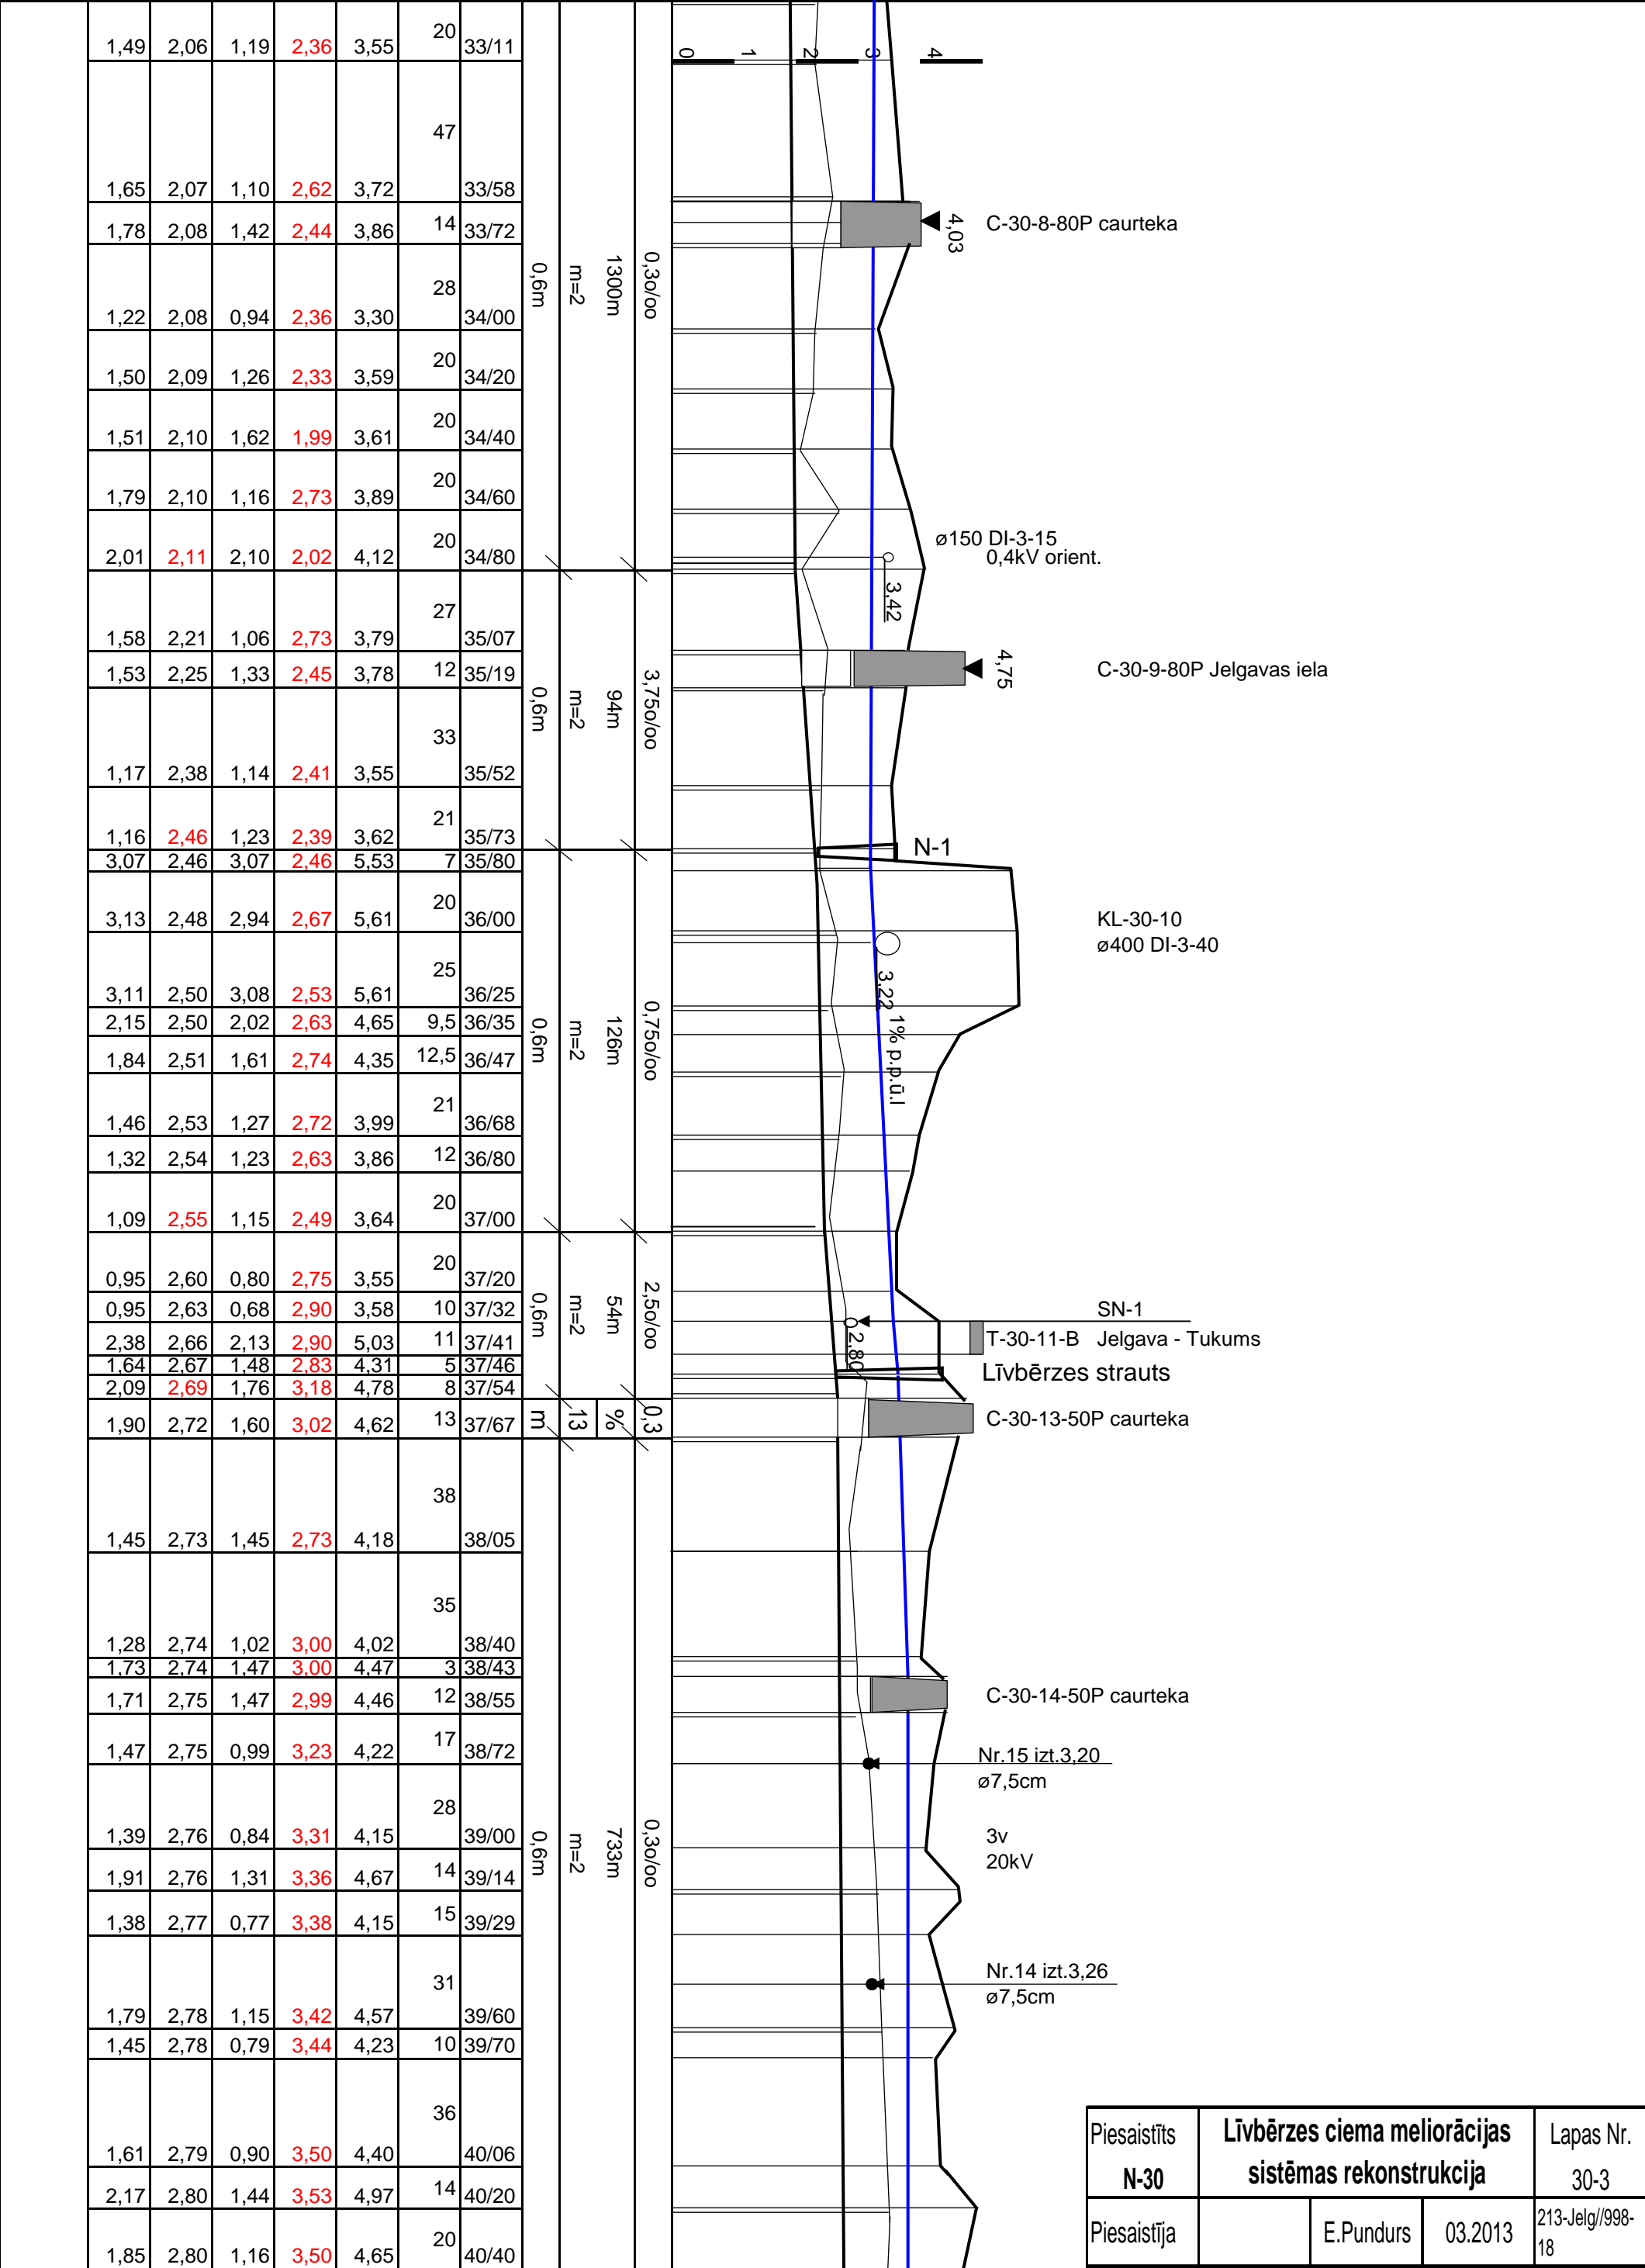 1,49 2,06 1,19 2,36 3,55 20 33/11
0 1 2 3 4
1,65 2,07 1,10 2,62 3,72 47 33/58
1,78 2,08 1,42 2,44 3,86 14 33/72
4,03 C-30-8-80P caurteka
0,6m m=2 1300m 0,3o/oo
1,22 2,08 0,94 2,36 3,30 28 34/00
1,50 2,09 1,26 2,33 3,59 20 34/20
1,51 2,10 1,62 1,99 3,61 20 34/40
1,79 2,10 1,16 2,73 3,89 20 34/60
ø150 DI-3-15
0,4kV orient.
2,01 2,11 2,10 2,02 4,12 20 34/80
3,42
1,58 2,21 1,06 2,73 3,79 27 35/07
1,53 2,25 1,33 2,45 3,78 12 35/19
4,75 C-30-9-80P Jelgavas iela
0,6m m=2 94m 3,75o/oo
1,17 2,38 1,14 2,41 3,55 33 35/52
1,16 2,46 1,23 2,39 3,62 21 35/73
N-1
3,07 2,46 3,07 2,46 5,53 7 35/80
3,13 2,48 2,94 2,67 5,61 20 36/00
KL-30-10
ø400 DI-3-40
3,22 1% p.p.ū.l
3,11 2,50 3,08 2,53 5,61 25 36/25
2,15 2,50 2,02 2,63 4,65 9,5 36/35
0,6m m=2 126m 0,75o/oo
1,84 2,51 1,61 2,74 4,35 12,5 36/47
1,46 2,53 1,27 2,72 3,99 21 36/68
1,32 2,54 1,23 2,63 3,86 12 36/80
1,09 2,55 1,15 2,49 3,64 20 37/00
0,95 2,60 0,80 2,75 3,55 20 37/20
0,95 2,63 0,68 2,90 3,58 10 37/32
0,6m m=2 54m 2,5o/oo
SN-1
2,38 2,66 2,13 2,90 5,03 11 37/41
2,80
T-30-11-B Jelgava - Tukums
1,64 2,67 1,48 2,83 4,31 5 37/46
Līvbērzes strauts
2,09 2,69 1,76 3,18 4,78 8 37/54
1,90 2,72 1,60 3,02 4,62 13 37/67
m 13 % 0,3
C-30-13-50P caurteka
1,45 2,73 1,45 2,73 4,18 38 38/05
1,28 2,74 1,02 3,00 4,02 35 38/40
1,73 2,74 1,47 3,00 4,47 3 38/43
1,71 2,75 1,47 2,99 4,46 12 38/55
C-30-14-50P caurteka
1,47 2,75 0,99 3,23 4,22 17 38/72
Nr.15 izt.3,20
ø7,5cm
1,39 2,76 0,84 3,31 4,15 28 39/00
3v
20kV
0,6m m=2 733m 0,3o/oo
1,91 2,76 1,31 3,36 4,67 14 39/14
1,38 2,77 0,77 3,38 4,15 15 39/29
Nr.14 izt.3,26
ø7,5cm
1,79 2,78 1,15 3,42 4,57 31 39/60
1,45 2,78 0,79 3,44 4,23 10 39/70
1,61 2,79 0,90 3,50 4,40 36 40/06
2,17 2,80 1,44 3,53 4,97 14 40/20
1,85 2,80 1,16 3,50 4,65 20 40/40
Piesaistīts Līvbērzes ciema meliorācijas Lapas Nr.
N-30 sistēmas rekonstrukcija 30-3
Piesaistīja E.Pundurs 03.2013 213-Jelg//998-
18